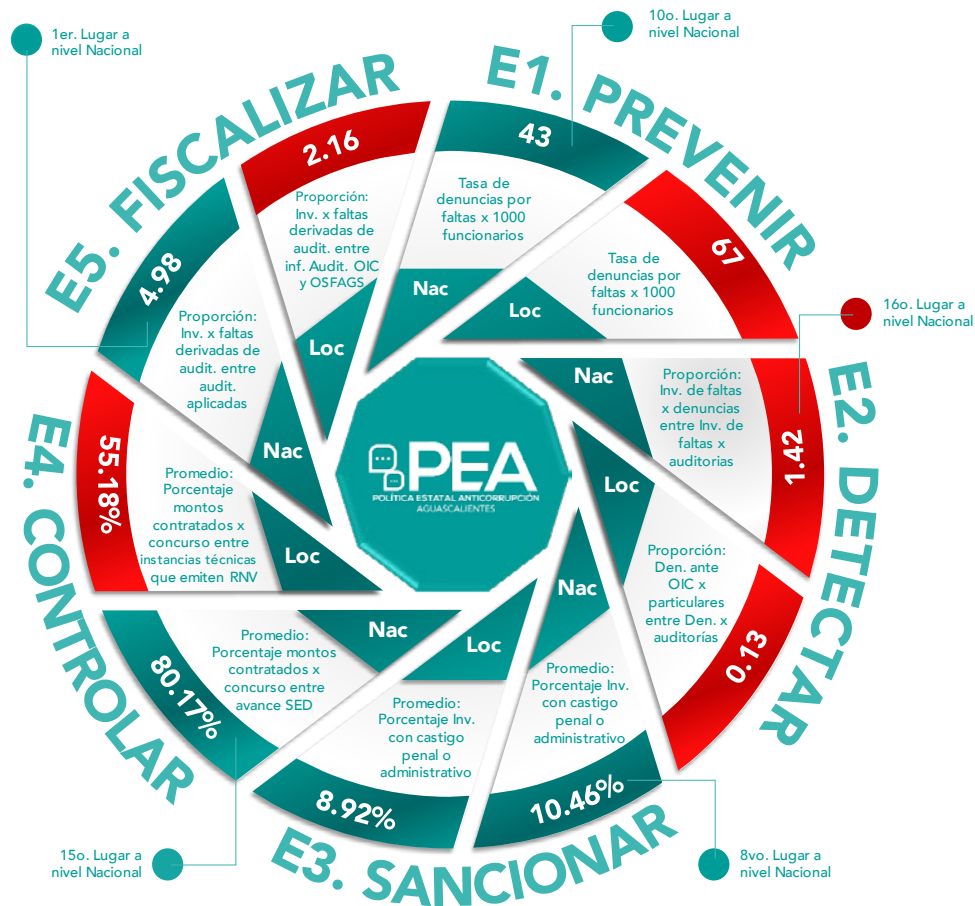 1er. Lugar a
nivel Nacional
10o. Lugar a
nivel Nacional
E1. PREVENIR
43
Tasa de
denuncias por
faltas x 1000
funcionarios
Nac
67
Tasa de
denuncias por
faltas x 1000
funcionarios
Loc
16o. Lugar a
nivel Nacional
E2. DETECTAR
1.42
Proporción:
Inv. de faltas
x denuncias
entre Inv. de
faltas x
auditorias
Nac
0.13
Proporción:
Den. ante
OIC x
particulares
entre Den. x
auditorías
Loc
E3. SANCIONAR
10.46%
Promedio:
Porcentaje Inv.
con castigo
penal o
administrativo
Nac
8vo. Lugar a
nivel Nacional
8.92%
Promedio:
Porcentaje Inv.
con castigo
penal o
administrativo
Loc
E4. CONTROLAR
80.17%
Promedio:
Porcentaje montos
contratados x
concurso entre
avance SED
Nac
15o. Lugar a
nivel Nacional
55.18%
Promedio:
Porcentaje
montos
contratados x
concurso entre
instancias técnicas
que emiten RNV
Loc
E5. FISCALIZAR
4.98
Proporción:
Inv. x faltas
derivadas de
audit. entre
audit.
aplicadas
Nac
2.16
Proporción:
Inv. x faltas
derivadas de
audit. entre
inf. Audit. OIC
y OSFAGS
Loc
PEA
POLÍTICA ESTATAL ANTICORRUPCIÓN
AGUASCALIENTES